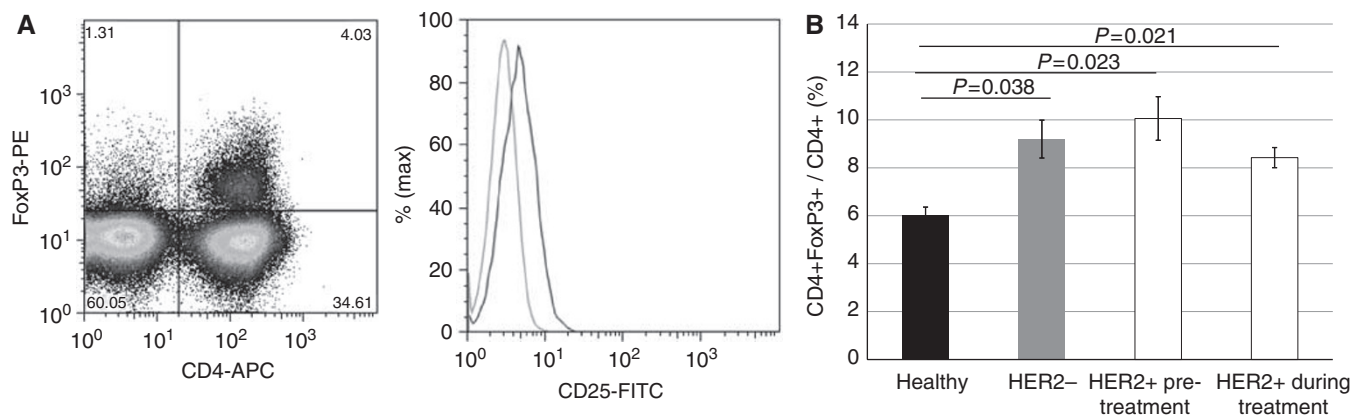 A
1.31
4.03
60.05
34.61
FoxP3-PE
10³
10²
10¹
10⁰
10⁰ 10¹ 10² 10³
CD4-APC
% (max)
100
80
60
40
20
0
10⁰ 10¹ 10² 10³
CD25-FITC
B
CD4+FoxP3+ / CD4+ (%)
14
12
10
8
6
4
2
0
P=0.021
P=0.023
P=0.038
Healthy
HER2–
HER2+ pre-
treatment
HER2+ during
treatment